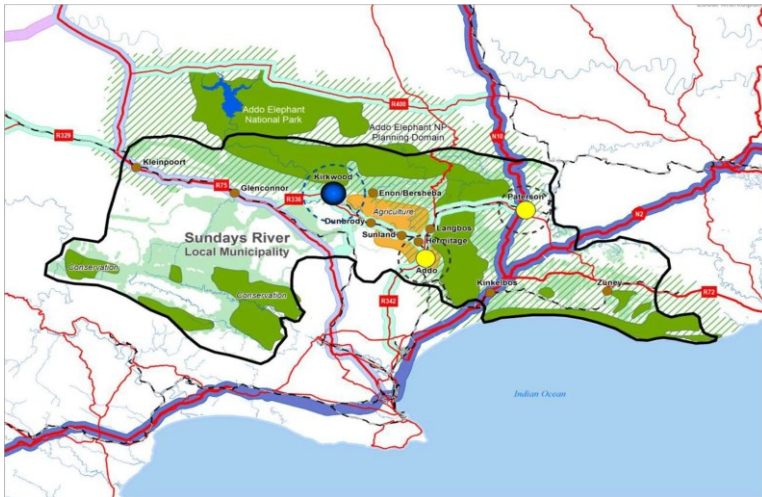 Local Municipal
R400
Addo Elephant
National Park
N10
Addo Elephant NP
Planning Domain
R329
Kleinpoort
Kirkwood
R75
Glenconnor
R336
Enon/Bersheba
Paterson
Agriculture
N2
Dunbrody
Langbos
Sunland
Hermitage
Sundays River
Local Municipality
Addo
Conservation
Conservation
Kinkelbos
Zuney
R72
R342
Indian Ocean